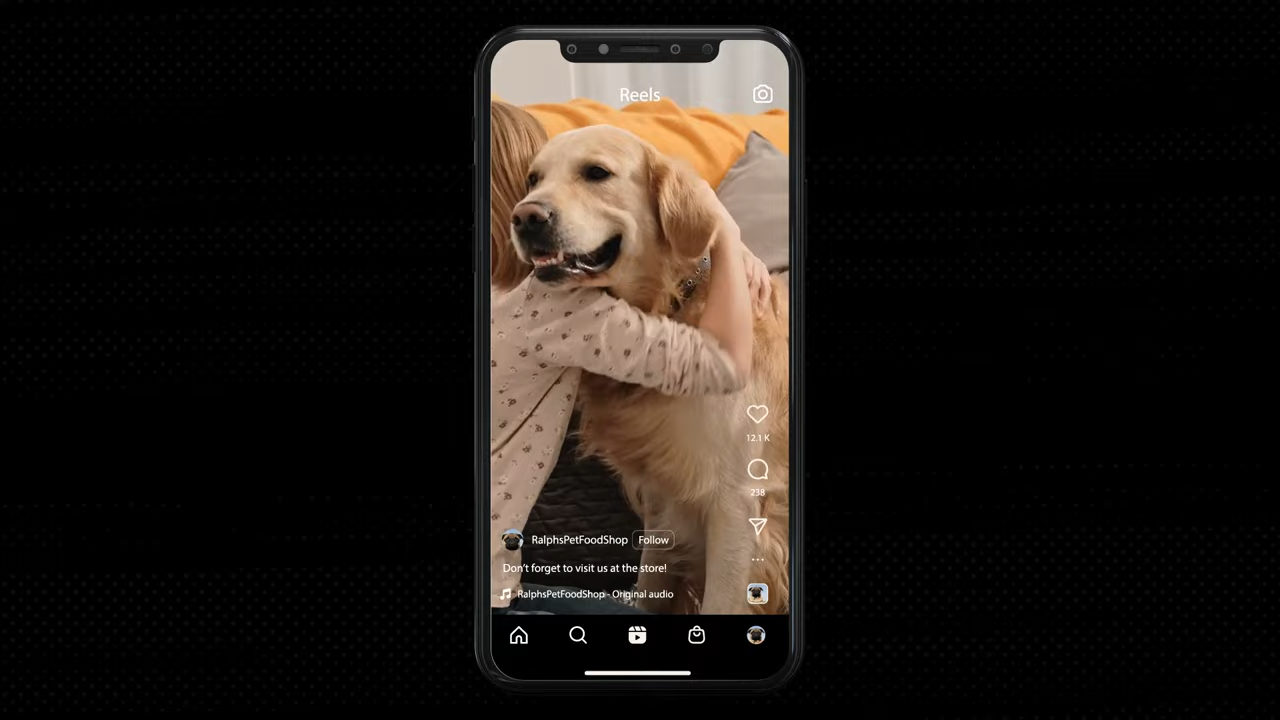 Reels
12.1 K
238
RalphsPetFoodShop Follow
Don't forget to visit us at the store!
RalphsPetFoodShop - Original audio